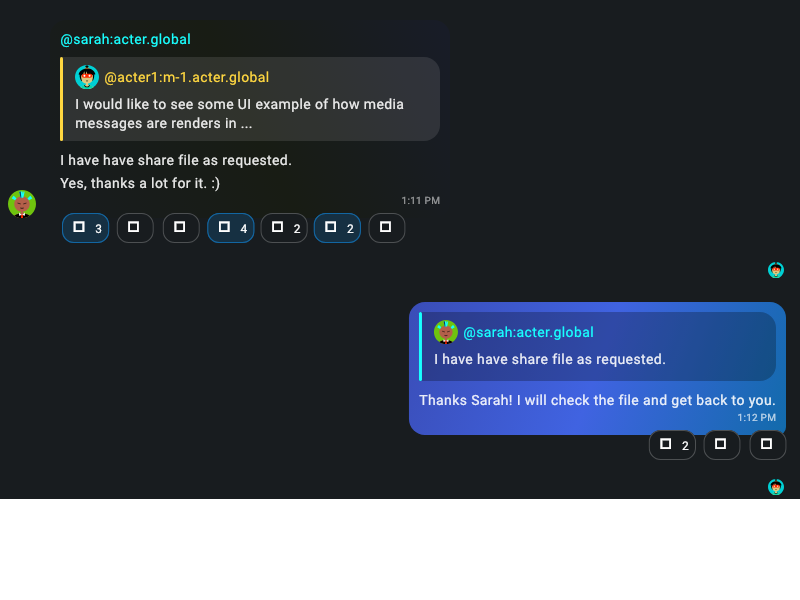 @sarah:acter.global
@acter1:m-1.acter.global
I would like to see some UI example of how media
messages are renders in ...
I have have share file as requested.
Yes, thanks a lot for it. :)
1:11 PM
3 4 2 2
@sarah:acter.global
I have have share file as requested.
Thanks Sarah! I will check the file and get back to you.
1:12 PM
2